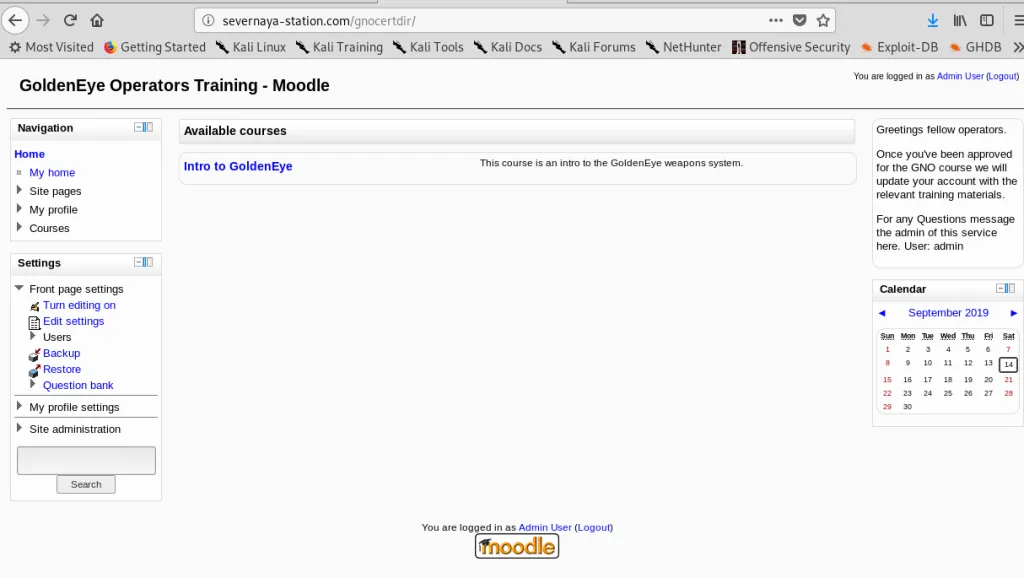 severnaya-station.com/gnocertdir/
Most Visited Getting Started Kali Linux Kali Training Kali Tools Kali Docs Kali Forums NetHunter Offensive Security Exploit-DB GHDB
GoldenEye Operators Training - Moodle
You are logged in as Admin User (Logout)
Navigation
Home
My home
Site pages
My profile
Courses
Settings
Front page settings
Turn editing on
Edit settings
Users
Backup
Restore
Question bank
My profile settings
Site administration
Search
Available courses
Intro to GoldenEye
This course is an intro to the GoldenEye weapons system.
Greetings fellow operators.
Once you've been approved
for the GNO course we will
update your account with the
relevant training materials.
For any Questions message
the admin of this service
here. User: admin
Calendar
◄ September 2019 ►
Sun Mon Tue Wed Thu Fri Sat
1 2 3 4 5 6 7
8 9 10 11 12 13 14
15 16 17 18 19 20 21
22 23 24 25 26 27 28
29 30
You are logged in as Admin User (Logout)
moodle